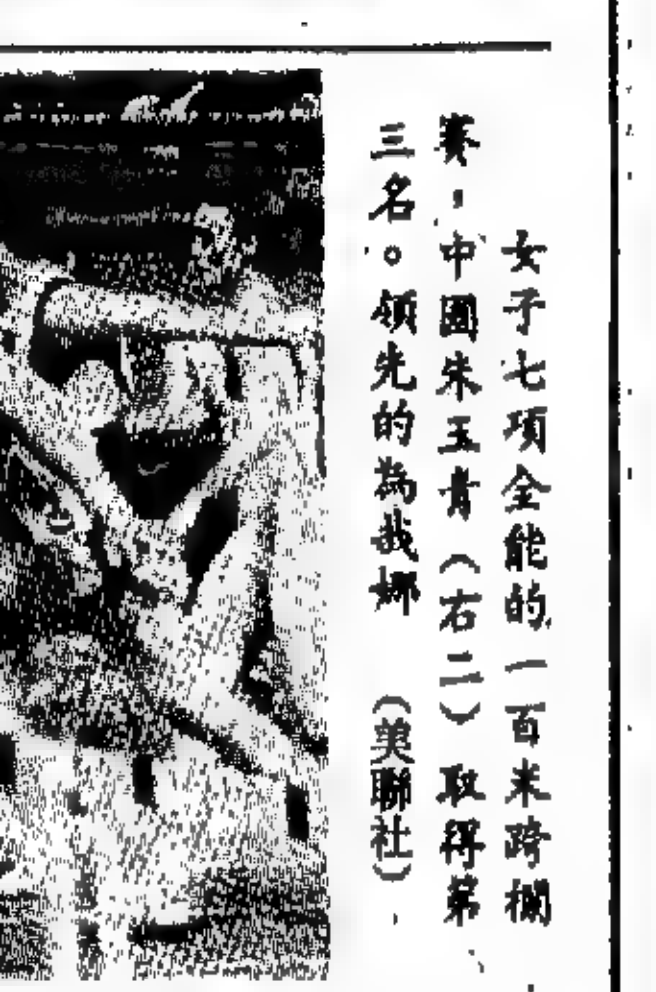 女子七項全能的一百米跨欄
賽，中國朱玉青（右二）取得第
三名。領先的為戩娜　（美聯社）